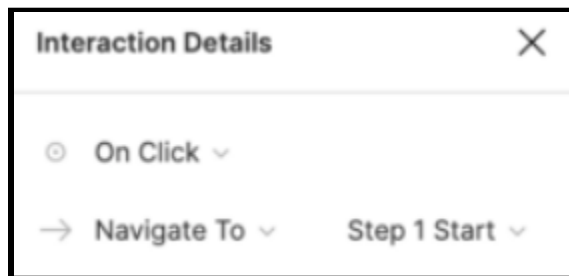 Interaction Details
On Click
Navigate To Step 1 Start